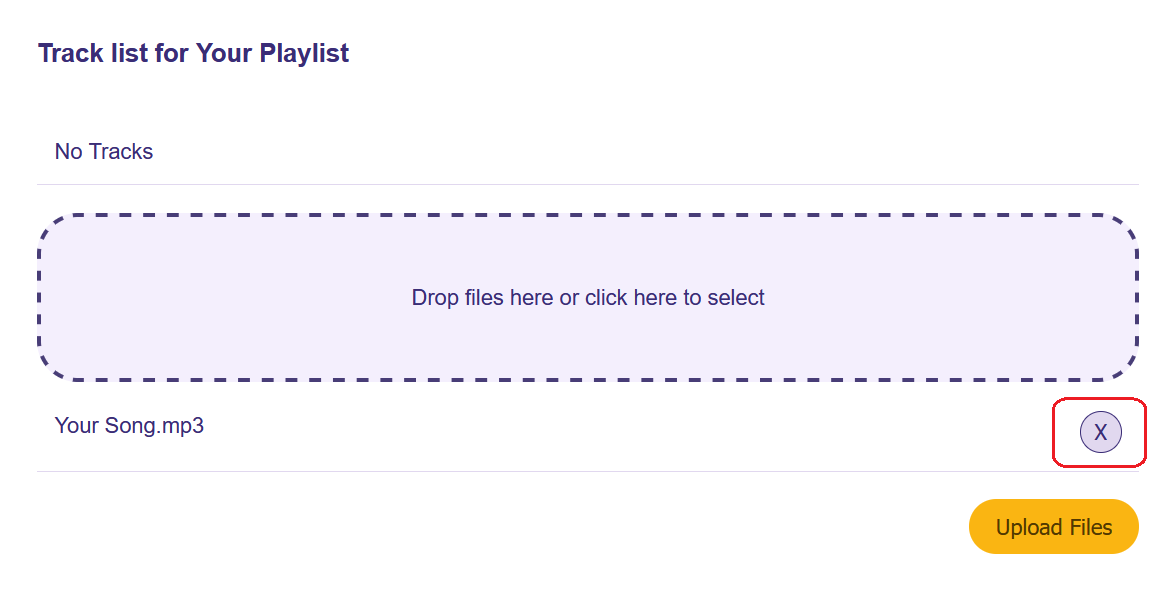 Track list for Your Playlist
No Tracks
Drop files here or click here to select
Your Song.mp3
X
Upload Files